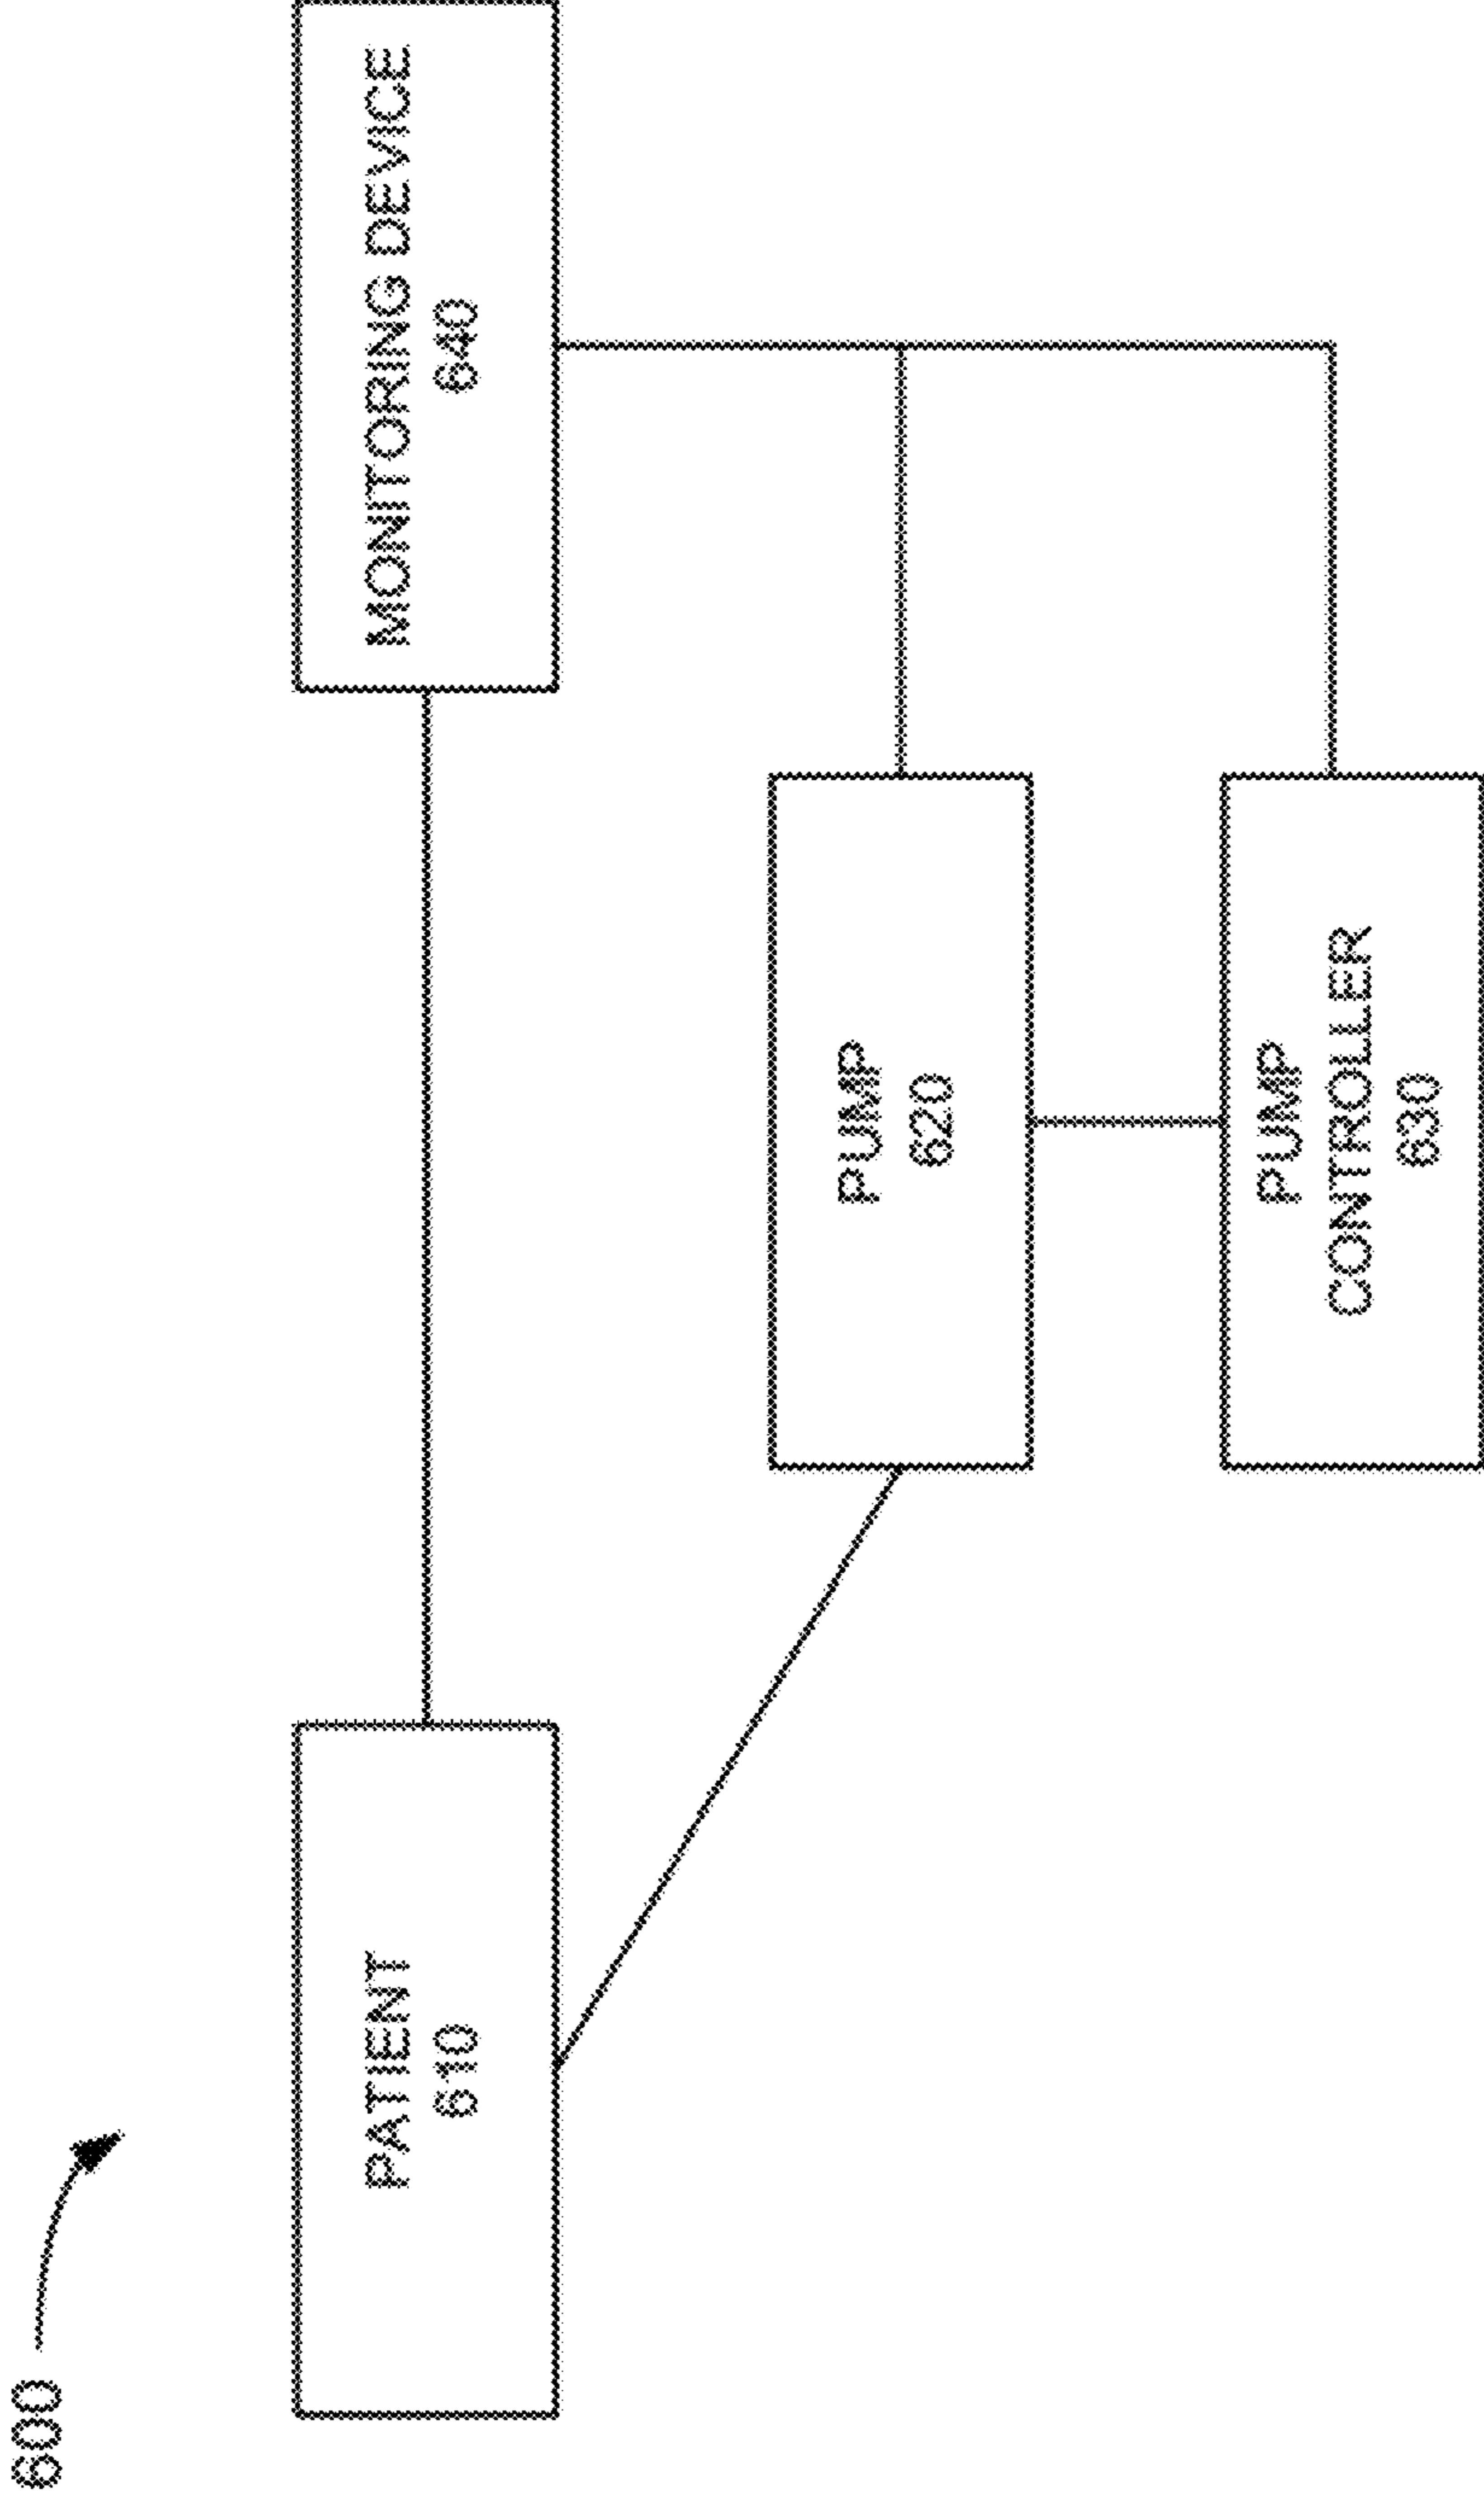 600
PATIENT
610
MONITORING DEVICE
640
PUMP
620
PUMP
CONTROLLER
630